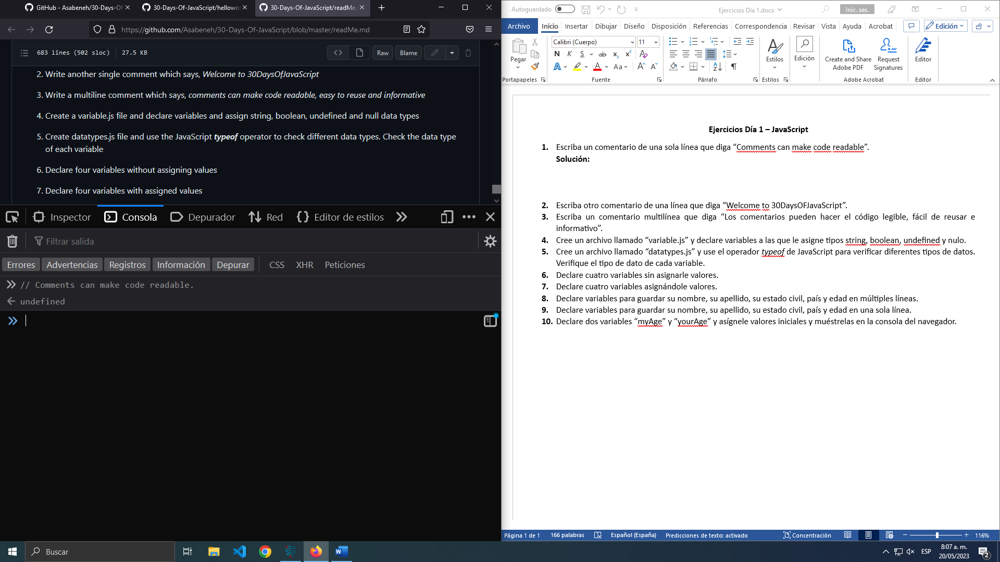 GitHub - Asabeneh/30-Days-Of
30-Days-Of-JavaScript/hellowor
30-Days-Of-JavaScript/readMe.
https://github.com/Asabeneh/30-Days-Of-JavaScript/blob/master/readMe.md
683 lines (502 sloc)
27.5 KB
Raw
Blame
2. Write another single comment which says, Welcome to 30DaysOfJavaScript
3. Write a multiline comment which says, comments can make code readable, easy to reuse and informative
4. Create a variable.js file and declare variables and assign string, boolean, undefined and null data types
5. Create datatypes.js file and use the JavaScript typeof operator to check different data types. Check the data type
of each variable
6. Declare four variables without assigning values
7. Declare four variables with assigned values
Inspector
Consola
Depurador
Red
Editor de estilos
Filtrar salida
Errores
Advertencias
Registros
Información
Depurar
CSS
XHR
Peticiones
// Comments can make code readable.
undefined
Autoguardado
Ejercicios Día 1.docx
Inic. ses.
Archivo
Inicio
Insertar
Dibujar
Diseño
Disposición
Referencias
Correspondencia
Revisar
Vista
Ayuda
Acrobat
Edición
Pegar
Calibri (Cuerpo)
11
N K S ab x₂ x²
A Aa A A
Estilos
Edición
Create and Share
Adobe PDF
Request
Signatures
Editor
Portapapeles
Fuente
Párrafo
Estilos
Adobe Acrobat
Editor
Ejercicios Día 1 – JavaScript
1. Escriba un comentario de una sola línea que diga “Comments can make code readable”.
Solución:
2. Escriba otro comentario de una línea que diga “Welcome to 30DaysOFJavaScript”.
3. Escriba un comentario multilínea que diga “Los comentarios pueden hacer el código legible, fácil de reusar e
informativo”.
4. Cree un archivo llamado “variable.js” y declare variables a las que le asigne tipos string, boolean, undefined y nulo.
5. Cree un archivo llamado “datatypes.js” y use el operador typeof de JavaScript para verificar diferentes tipos de datos.
Verifique el tipo de dato de cada variable.
6. Declare cuatro variables sin asignarle valores.
7. Declare cuatro variables asignándole valores.
8. Declare variables para guardar su nombre, su apellido, su estado civil, país y edad en múltiples líneas.
9. Declare variables para guardar su nombre, su apellido, su estado civil, país y edad en una sola línea.
10. Declare dos variables “myAge” y “yourAge” y asígnele valores iniciales y muéstrelas en la consola del navegador.
Página 1 de 1
166 palabras
Español (España)
Predicciones de texto: activado
Concentración
116%
Buscar
ESP
8:07 a. m.
20/05/2023
2